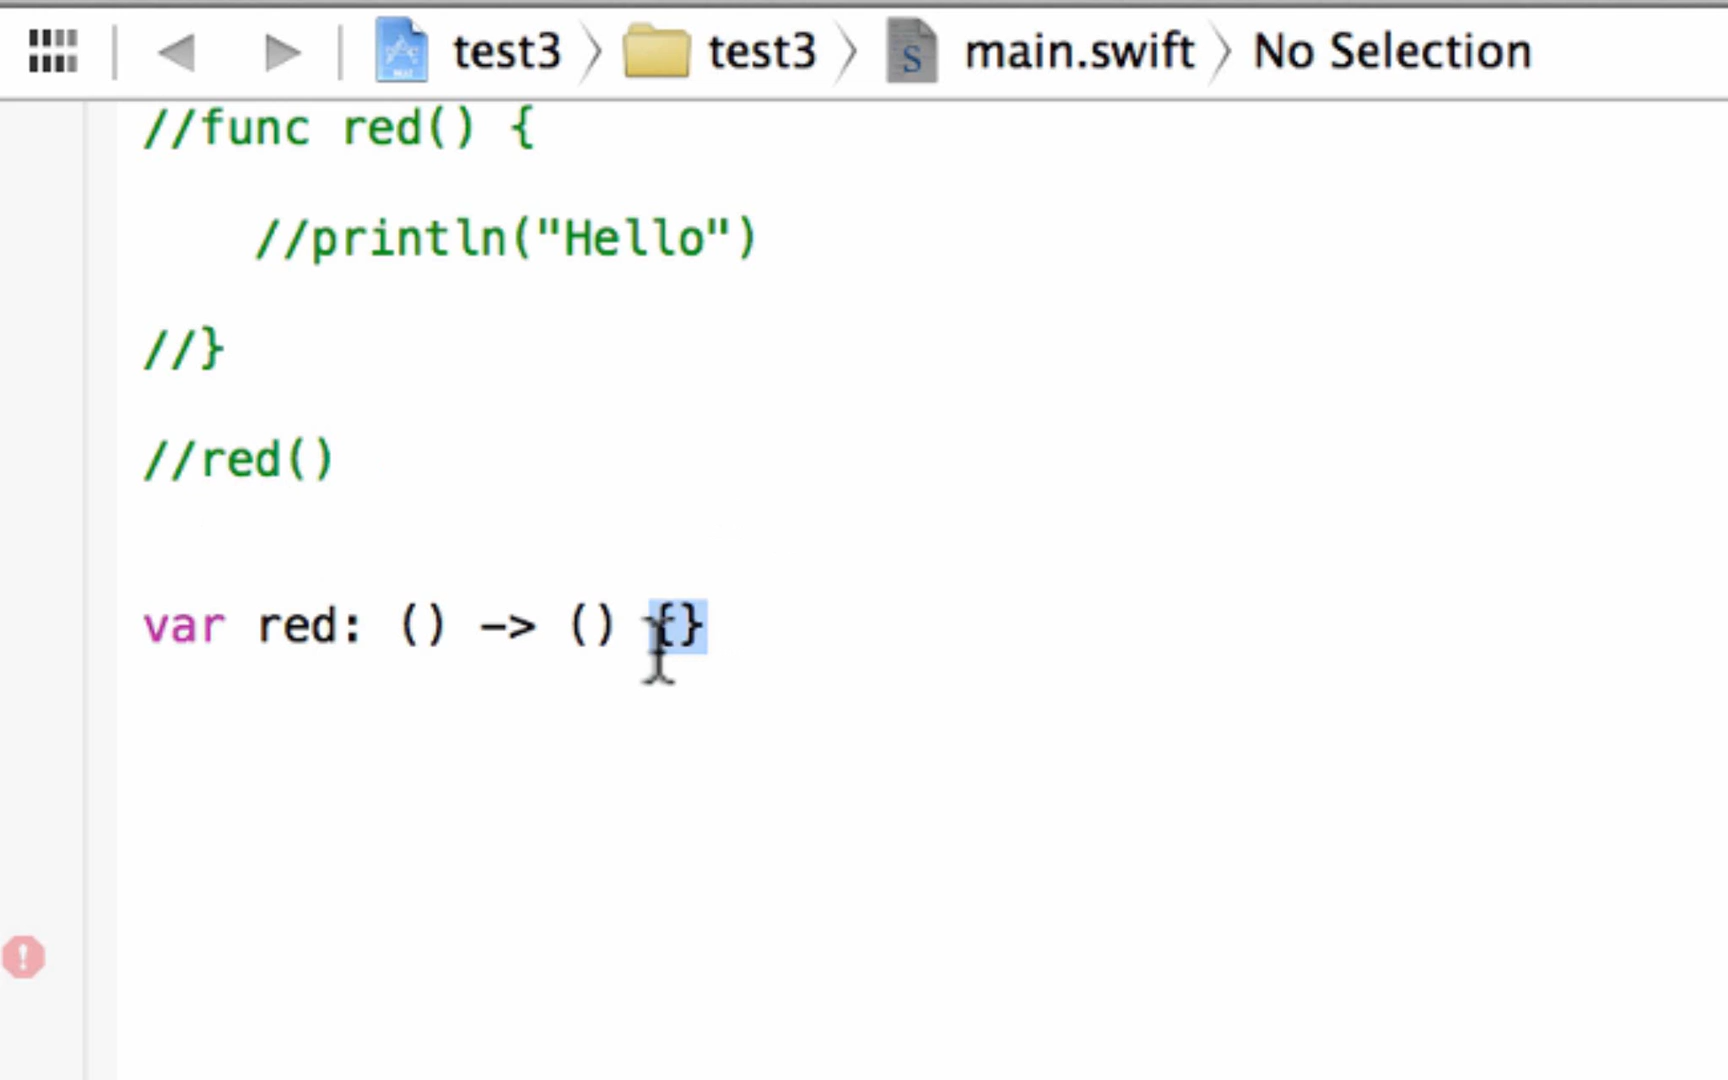 test3 test3 main.swift No Selection
//func red() {
//println("Hello")
//}
//red()
var red: () -> () {}